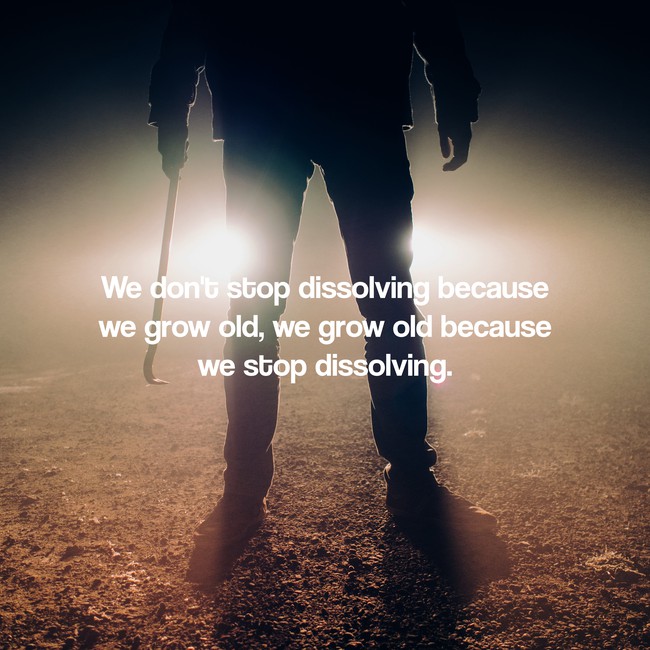 We don't stop dissolving because
we grow old, we grow old because
we stop dissolving.